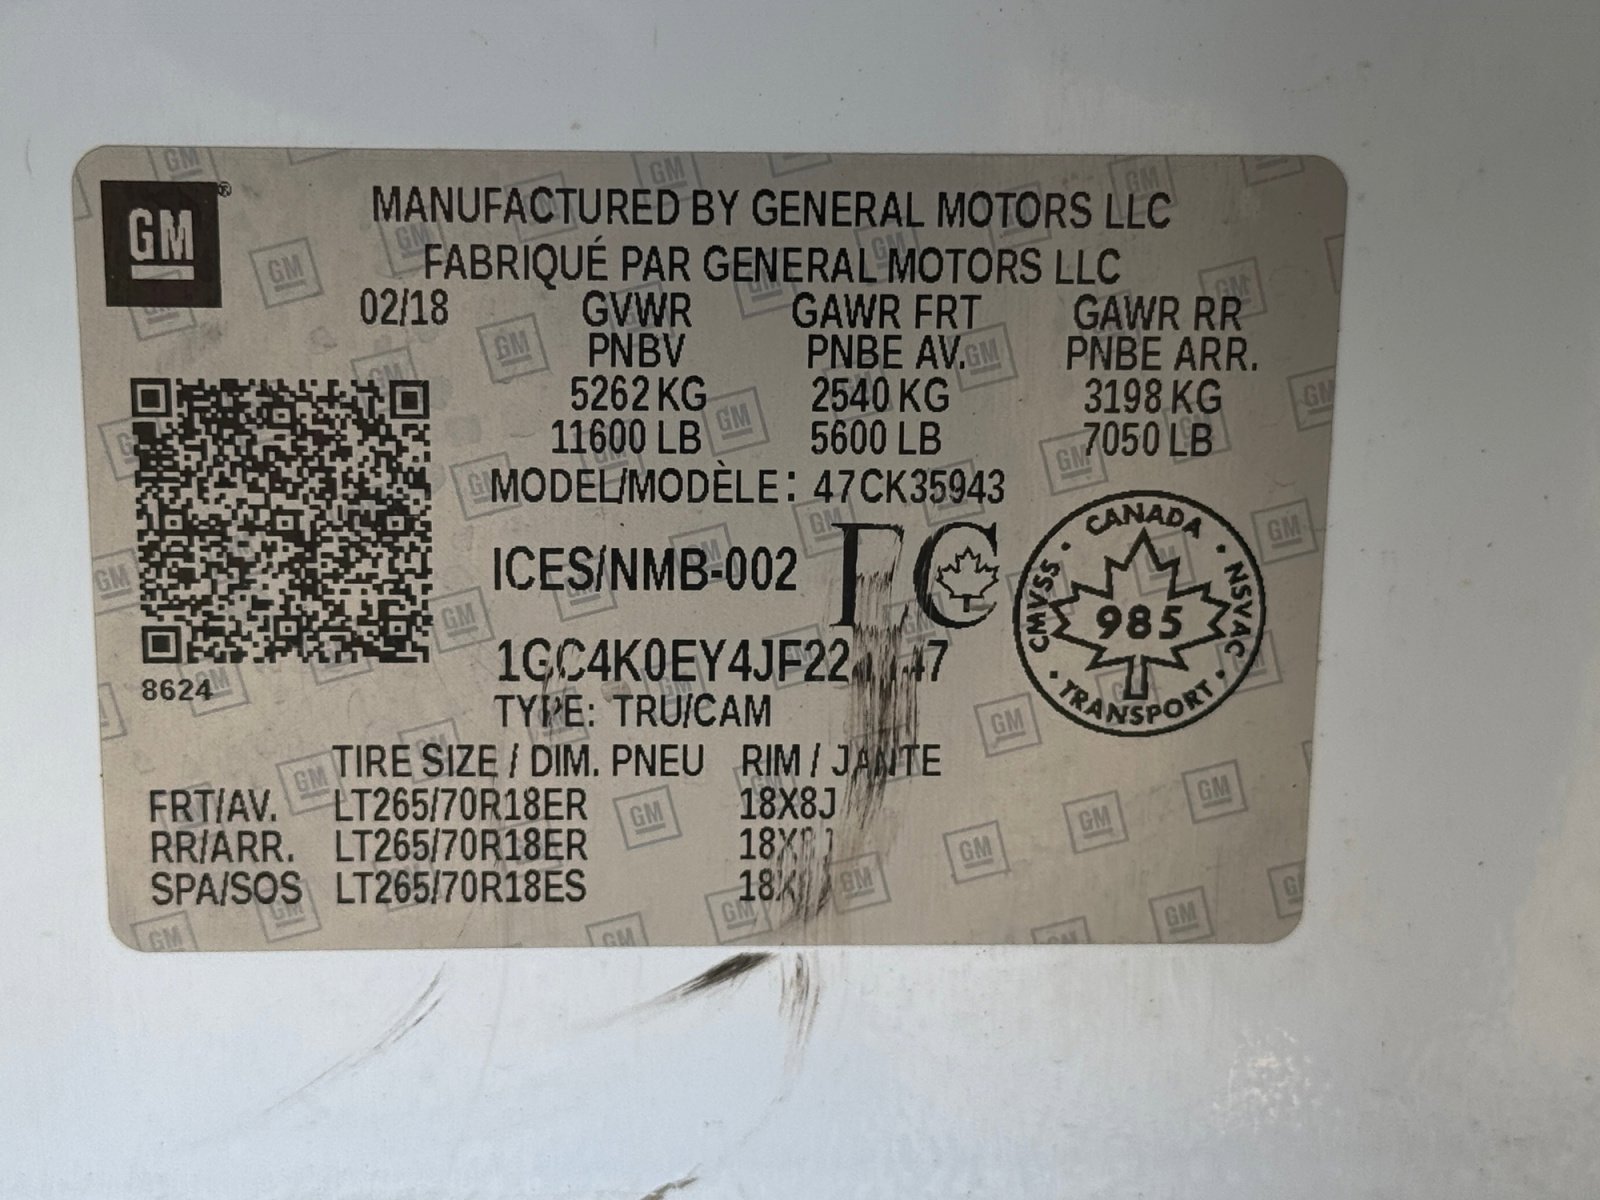 GM
MANUFACTURED BY GENERAL MOTORS LLC
FABRIQUÉ PAR GENERAL MOTORS LLC
02/18 GVWR GAWR FRT GAWR RR
PNBV PNBE AV. PNBE ARR.
5262 KG 2540 KG 3198 KG
11600 LB 5600 LB 7050 LB
MODEL/MODÈLE: 47CK35943
ICES/NMB-002
CANADA
CMVSS 985 NSVAC
TRANSPORT
8624
TYPE: TRU/CAM
TIRE SIZE / DIM. PNEU RIM / JANTE
FRT/AV. LT265/70R18ER 18X8J
RR/ARR. LT265/70R18ER
SPA/SOS LT265/70R18ES